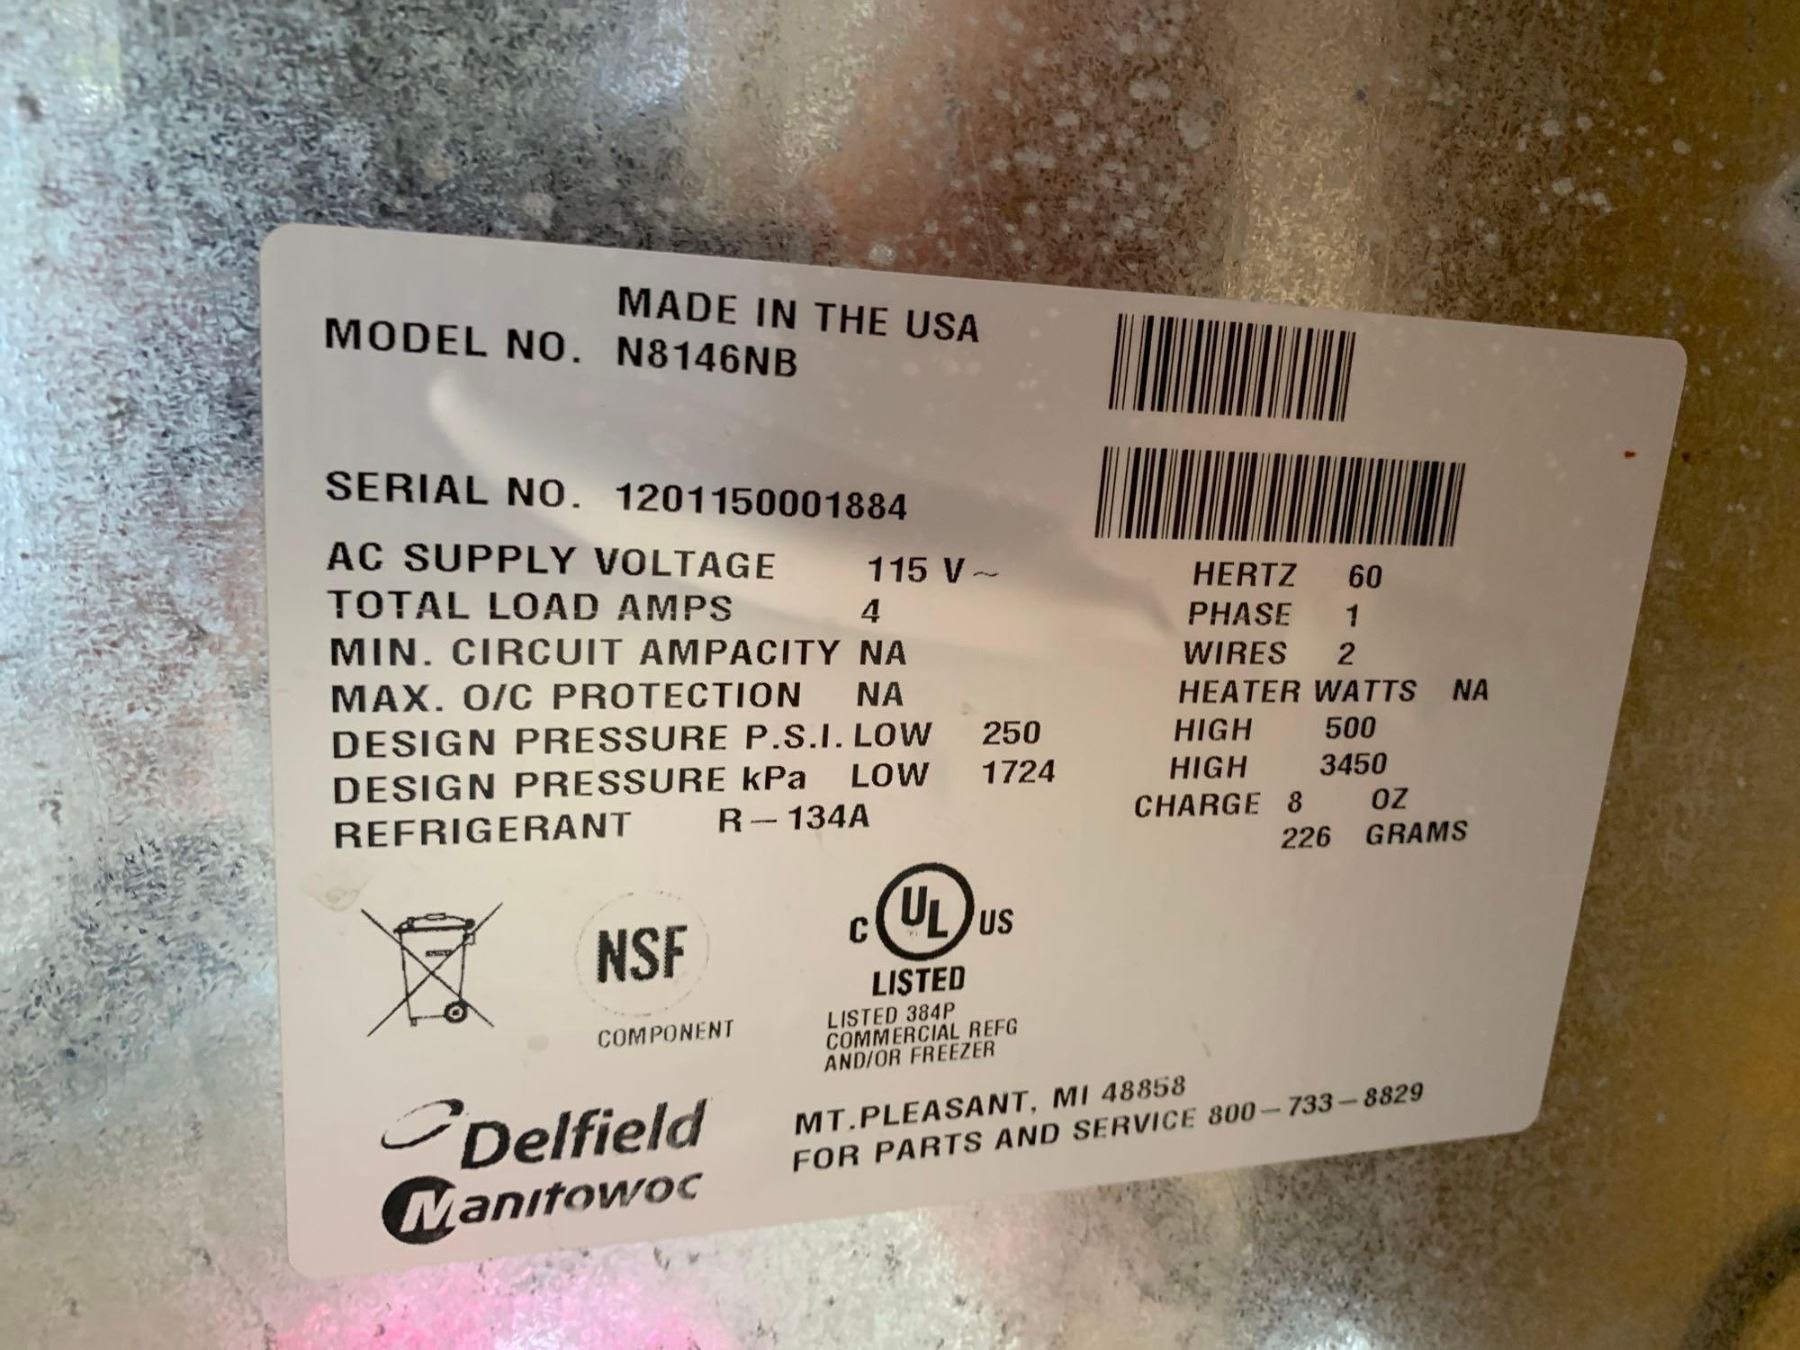 MADE IN THE USA
MODEL NO. N8146NB
SERIAL NO. 1201150001884
AC SUPPLY VOLTAGE 115 V~ HERTZ 60
TOTAL LOAD AMPS 4 PHASE 1
MIN. CIRCUIT AMPACITY NA WIRES 2
MAX. O/C PROTECTION NA HEATER WATTS NA
DESIGN PRESSURE P.S.I. LOW 250 HIGH 500
DESIGN PRESSURE kPa LOW 1724 HIGH 3450
REFRIGERANT R-134A CHARGE 8 OZ
226 GRAMS
NSF
COMPONENT
C UL US
LISTED
LISTED 384P
COMMERCIAL REFG
AND/OR FREEZER
Delfield
Manitowoc
MT.PLEASANT, MI 48858
FOR PARTS AND SERVICE 800-733-8829